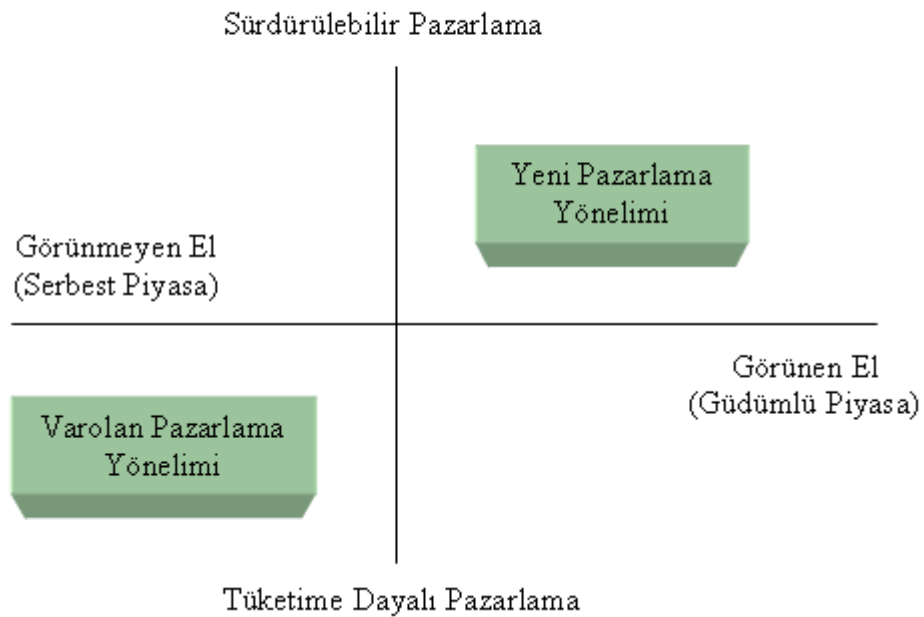 Sürdürülebilir Pazarlama
Yeni Pazarlama
Yönelimi
Görünmeyen El
(Serbest Piyasa)
Görünen El
(Güdümlü Piyasa)
Varolan Pazarlama
Yönelimi
Tüketime Dayalı Pazarlama